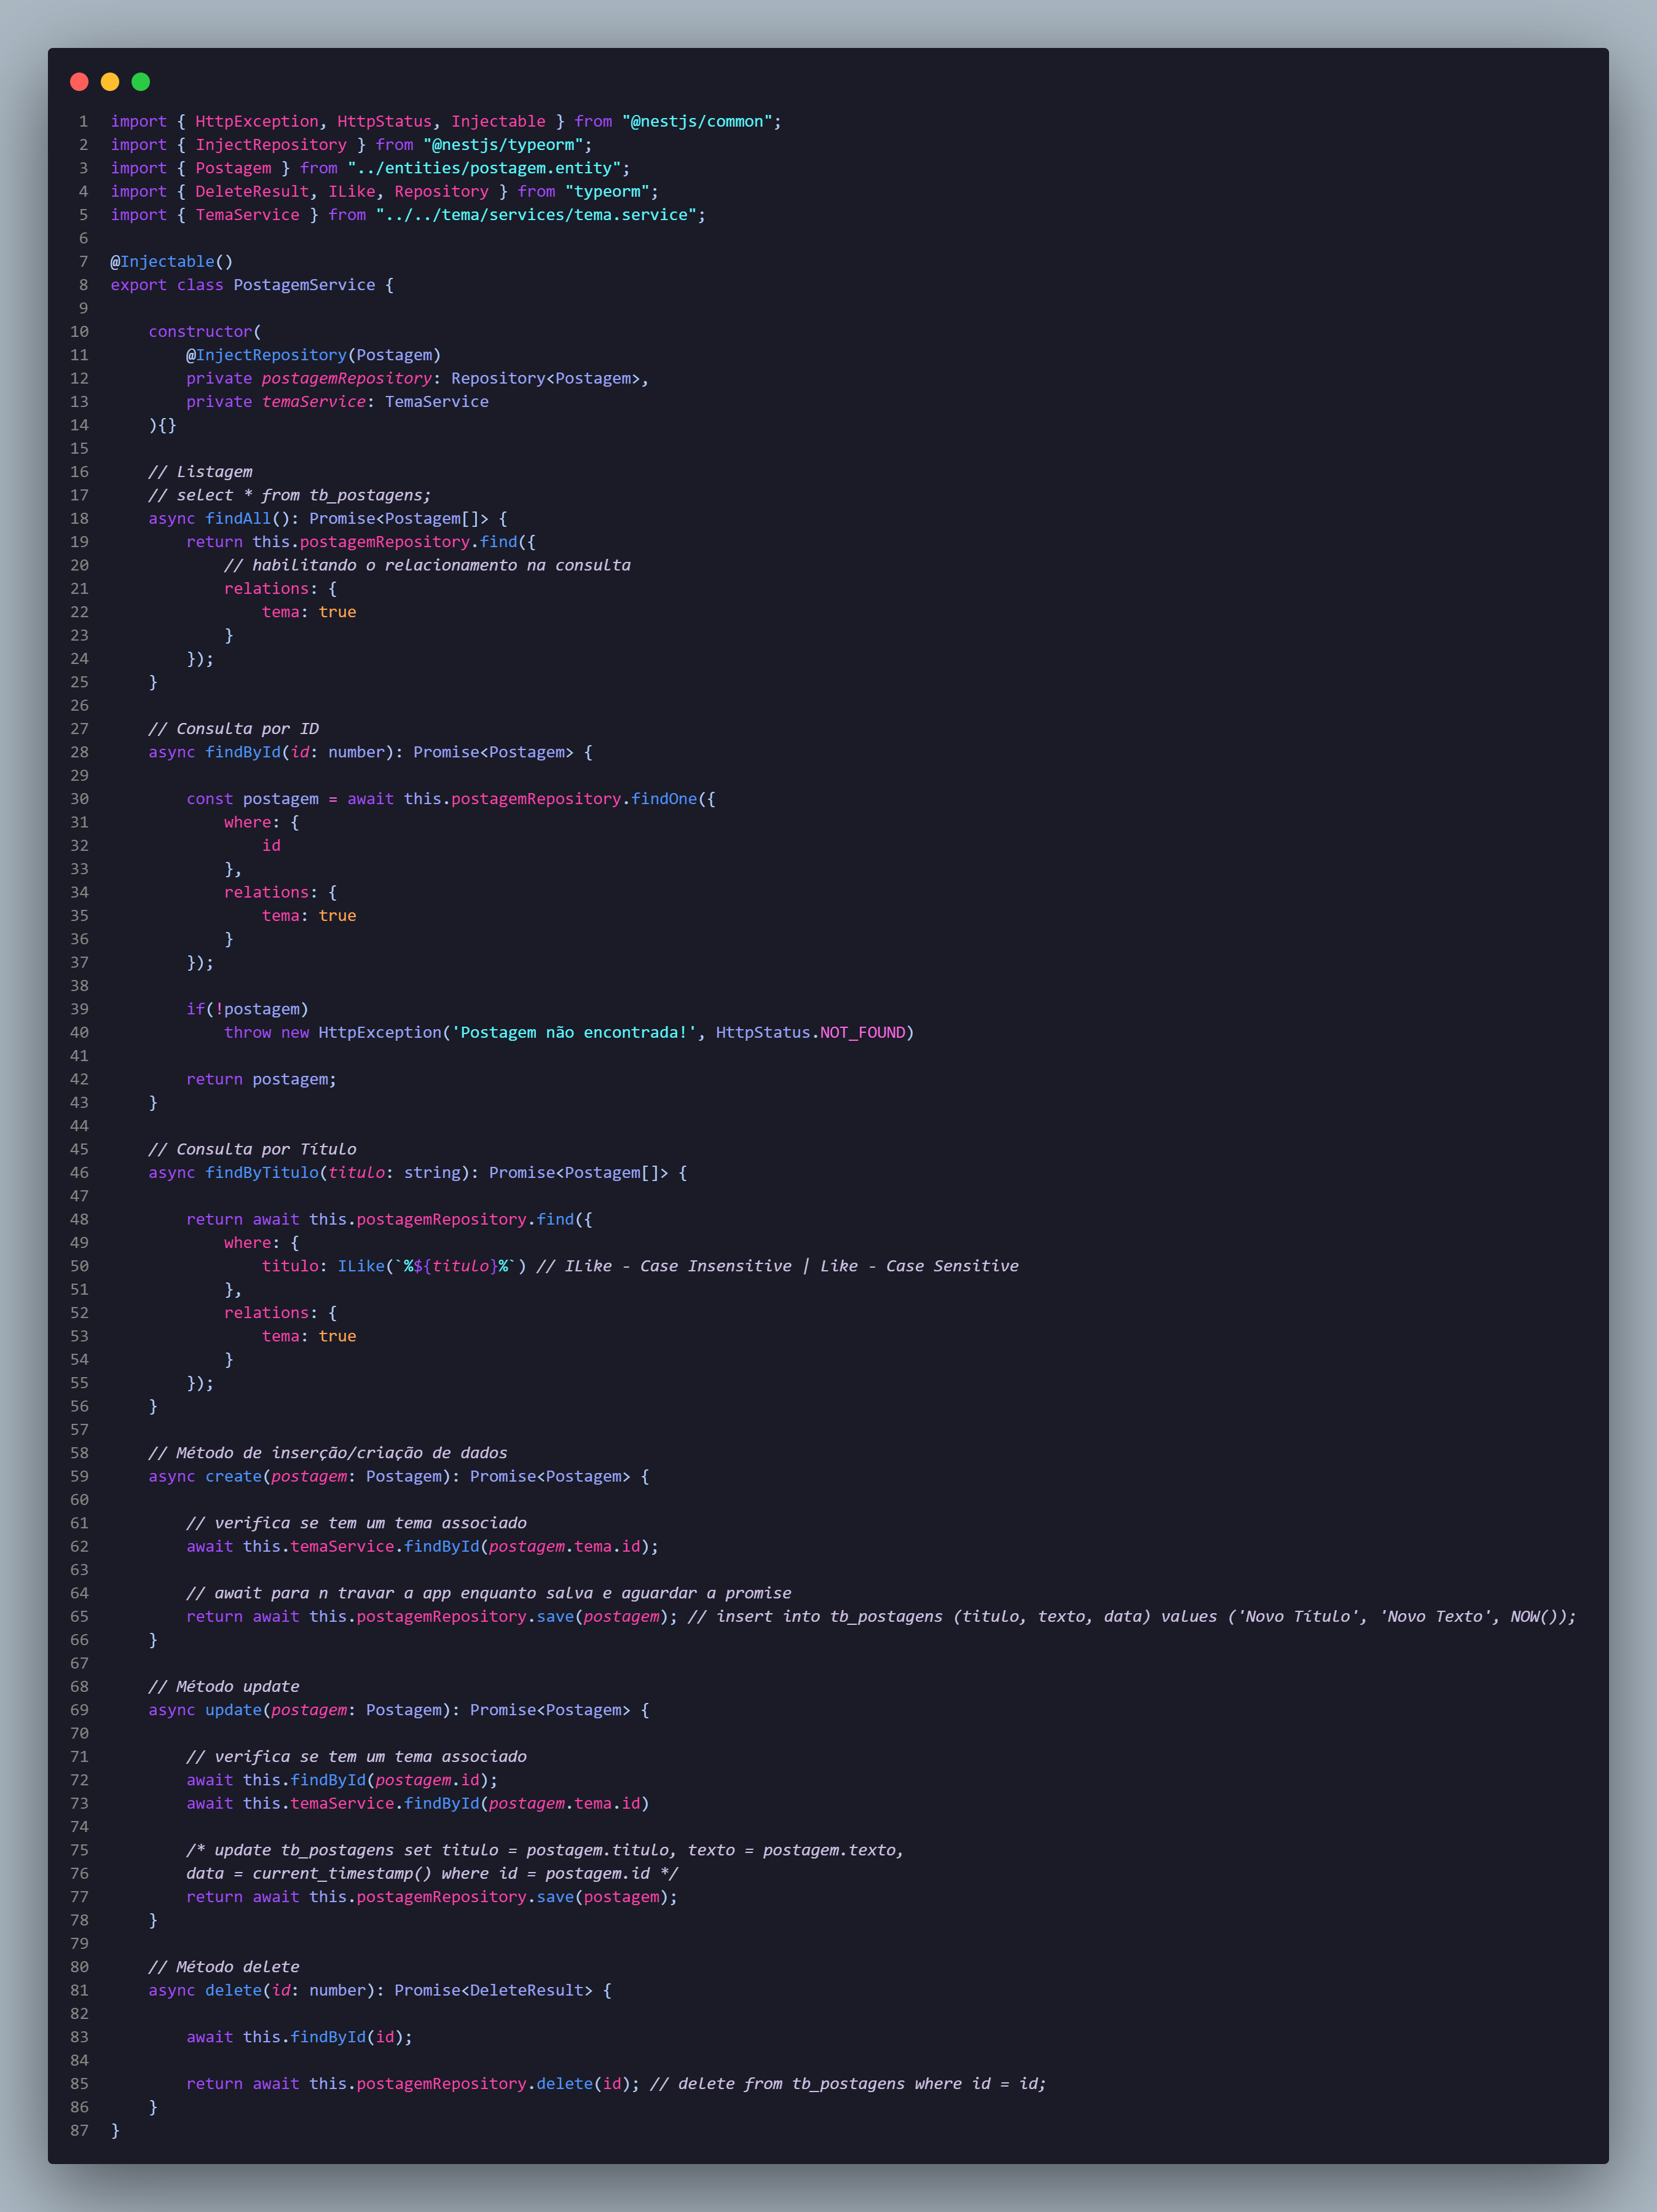 1 import { HttpException, HttpStatus, Injectable } from "@nestjs/common";
2 import { InjectRepository } from "@nestjs/typeorm";
3 import { Postagem } from "../entities/postagem.entity";
4 import { DeleteResult, ILike, Repository } from "typeorm";
5 import { TemaService } from "../../tema/services/tema.service";
6
7 @Injectable()
8 export class PostagemService {
9
10     constructor(
11         @InjectRepository(Postagem)
12         private postagemRepository: Repository<Postagem>,
13         private temaService: TemaService
14     ){}
15
16     // Listagem
17     // select * from tb_postagens;
18     async findAll(): Promise<Postagem[]> {
19         return this.postagemRepository.find({
20             // habilitando o relacionamento na consulta
21             relations: {
22                 tema: true
23             }
24         });
25     }
26
27     // Consulta por ID
28     async findById(id: number): Promise<Postagem> {
29
30         const postagem = await this.postagemRepository.findOne({
31             where: {
32                 id
33             },
34             relations: {
35                 tema: true
36             }
37         });
38
39         if(!postagem)
40             throw new HttpException('Postagem não encontrada!', HttpStatus.NOT_FOUND)
41
42         return postagem;
43     }
44
45     // Consulta por Título
46     async findByTitulo(titulo: string): Promise<Postagem[]> {
47
48         return await this.postagemRepository.find({
49             where: {
50                 titulo: ILike(`%${titulo}%`) // ILike - Case Insensitive | Like - Case Sensitive
51             },
52             relations: {
53                 tema: true
54             }
55         });
56     }
57
58     // Método de inserção/criação de dados
59     async create(postagem: Postagem): Promise<Postagem> {
60
61         // verifica se tem um tema associado
62         await this.temaService.findById(postagem.tema.id);
63
64         // await para n travar a app enquanto salva e aguardar a promise
65         return await this.postagemRepository.save(postagem); // insert into tb_postagens (titulo, texto, data) values ('Novo Título', 'Novo Texto', NOW());
66     }
67
68     // Método update
69     async update(postagem: Postagem): Promise<Postagem> {
70
71         // verifica se tem um tema associado
72         await this.findById(postagem.id);
73         await this.temaService.findById(postagem.tema.id)
74
75         /* update tb_postagens set titulo = postagem.titulo, texto = postagem.texto,
76         data = current_timestamp() where id = postagem.id */
77         return await this.postagemRepository.save(postagem);
78     }
79
80     // Método delete
81     async delete(id: number): Promise<DeleteResult> {
82
83         await this.findById(id);
84
85         return await this.postagemRepository.delete(id); // delete from tb_postagens where id = id;
86     }
87 }